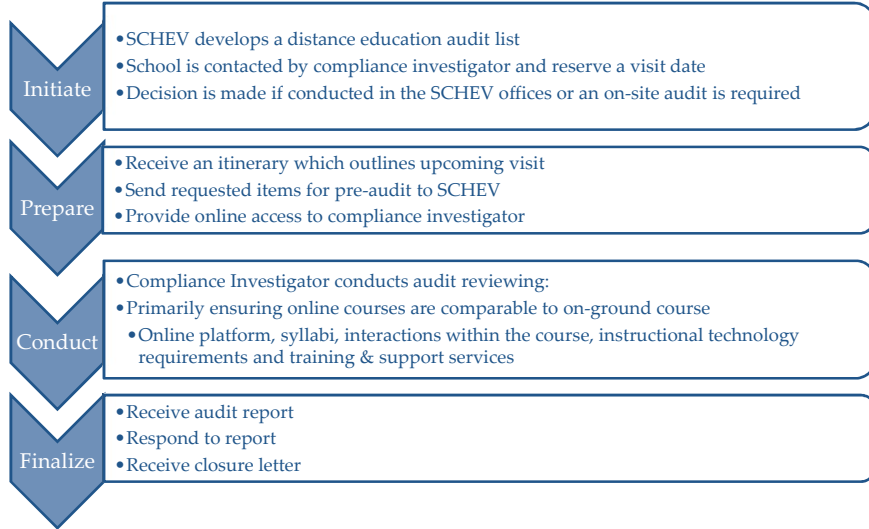 Initiate
•SCHEV develops a distance education audit list
•School is contacted by compliance investigator and reserve a visit date
•Decision is made if conducted in the SCHEV offices or an on-site audit is required
Prepare
•Receive an itinerary which outlines upcoming visit
•Send requested items for pre-audit to SCHEV
•Provide online access to compliance investigator
Conduct
•Compliance Investigator conducts audit reviewing:
•Primarily ensuring online courses are comparable to on-ground course
•Online platform, syllabi, interactions within the course, instructional technology
requirements and training & support services
Finalize
•Receive audit report
•Respond to report
•Receive closure letter